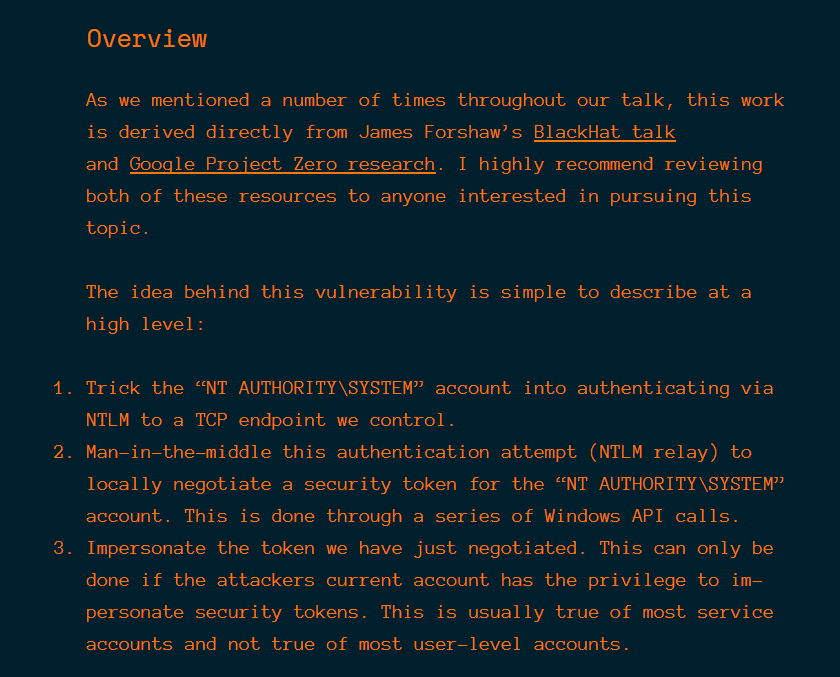 Overview
As we mentioned a number of times throughout our talk, this work
is derived directly from James Forshaw’s BlackHat talk
and Google Project Zero research. I highly recommend reviewing
both of these resources to anyone interested in pursuing this
topic.
The idea behind this vulnerability is simple to describe at a
high level:
1. Trick the “NT AUTHORITY\SYSTEM” account into authenticating via
NTLM to a TCP endpoint we control.
2. Man-in-the-middle this authentication attempt (NTLM relay) to
locally negotiate a security token for the “NT AUTHORITY\SYSTEM”
account. This is done through a series of Windows API calls.
3. Impersonate the token we have just negotiated. This can only be
done if the attackers current account has the privilege to im-
personate security tokens. This is usually true of most service
accounts and not true of most user-level accounts.